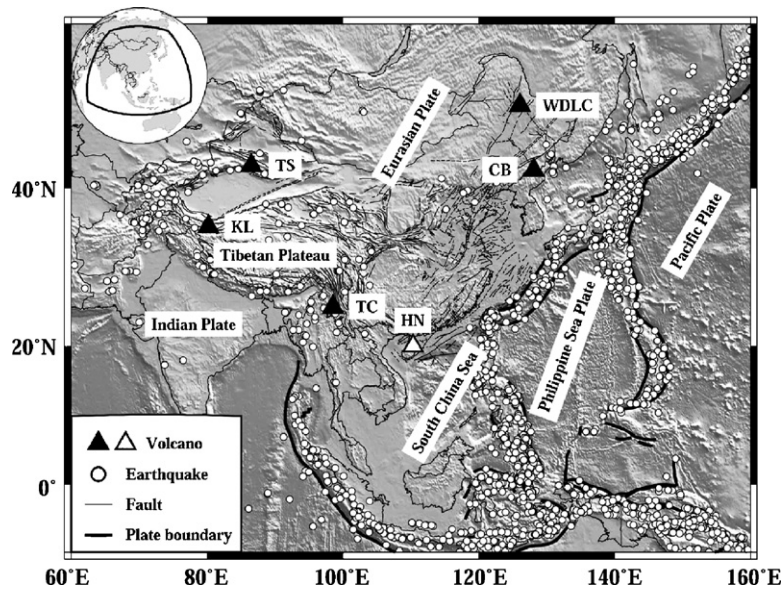 WDLC
Eurasian Plate
TS
CB
40°N
KL
Pacific Plate
Tibetan Plateau
TC
HN
Indian Plate
Philippine Sea Plate
20°N
South China Sea
Volcano
Earthquake
0°
Fault
Plate boundary
60°E 80°E 100°E 120°E 140°E 160°E